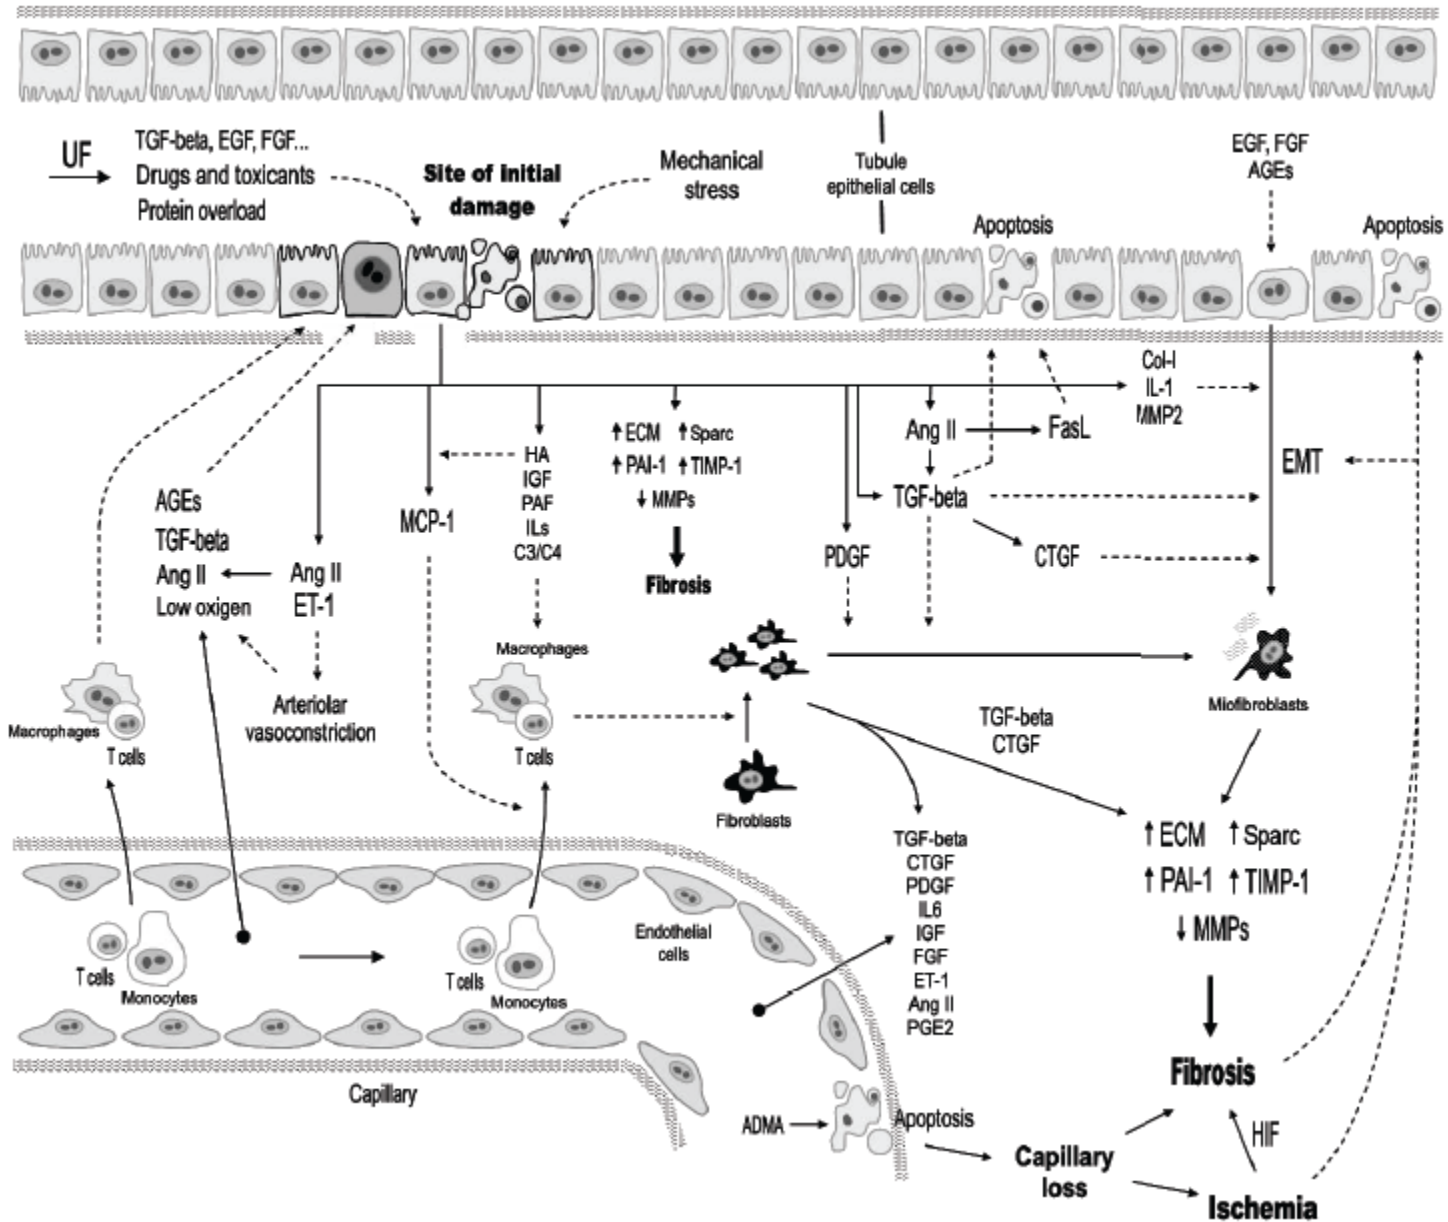 UF
TGF-beta, EGF, FGF...
Drugs and toxicants
Protein overload
Site of initial
damage
Mechanical
stress
Tubule
epithelial cells
EGF, FGF
AGEs
Apoptosis
Apoptosis
Col-I
IL-1
MMP2
↑ECM ↑Sparc
↑PAI-1 ↑TIMP-1
↓MMPs
Fibrosis
HA
IGF
PAF
ILs
C3/C4
MCP-1
Ang II
FasL
TGF-beta
CTGF
PDGF
EMT
AGEs
TGF-beta
Ang II
Low oxigen
Ang II
ET-1
Arteriolar
vasoconstriction
Macrophages
T cells
Macrophages
T cells
Fibroblasts
Miofibroblasts
TGF-beta
CTGF
TGF-beta
CTGF
PDGF
IL6
IGF
FGF
ET-1
Ang II
PGE2
↑ECM ↑Sparc
↑PAI-1 ↑TIMP-1
↓MMPs
Fibrosis
T cells
Monocytes
T cells
Monocytes
Endothelial
cells
Capillary
ADMA
Apoptosis
Capillary
loss
HIF
Ischemia